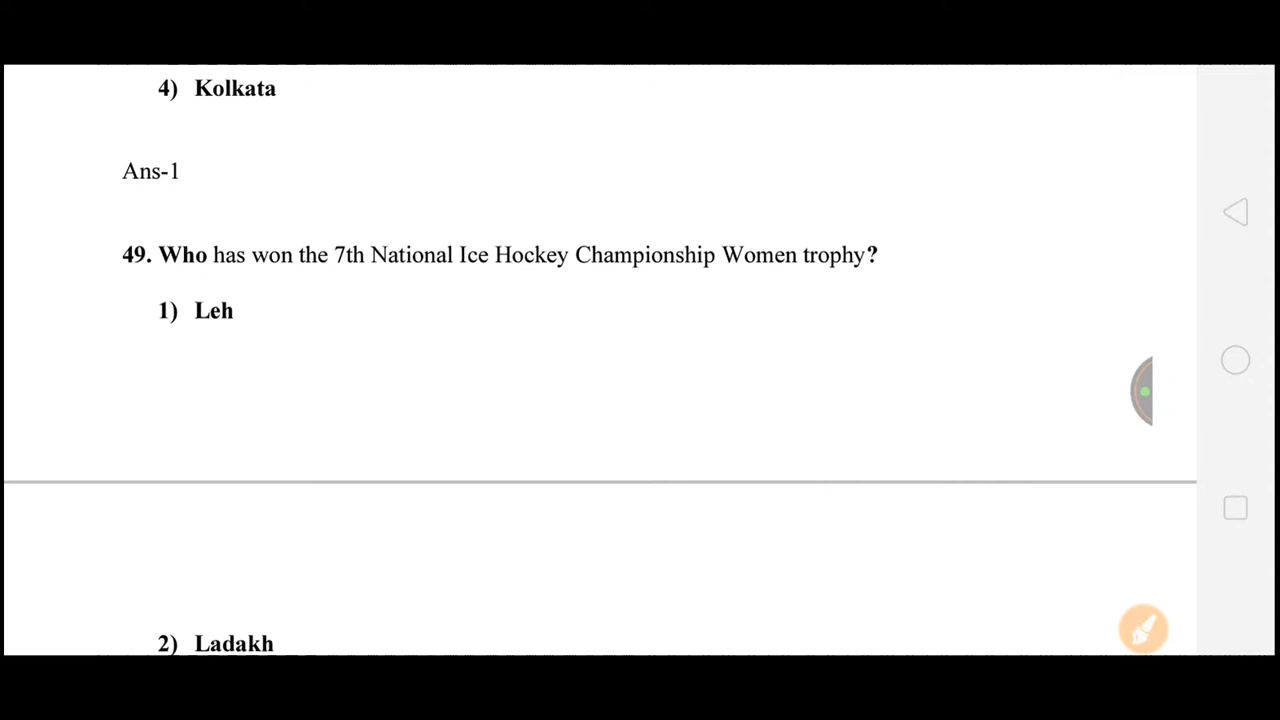 4) Kolkata
Ans-1
49. Who has won the 7th National Ice Hockey Championship Women trophy?
1) Leh
2) Ladakh